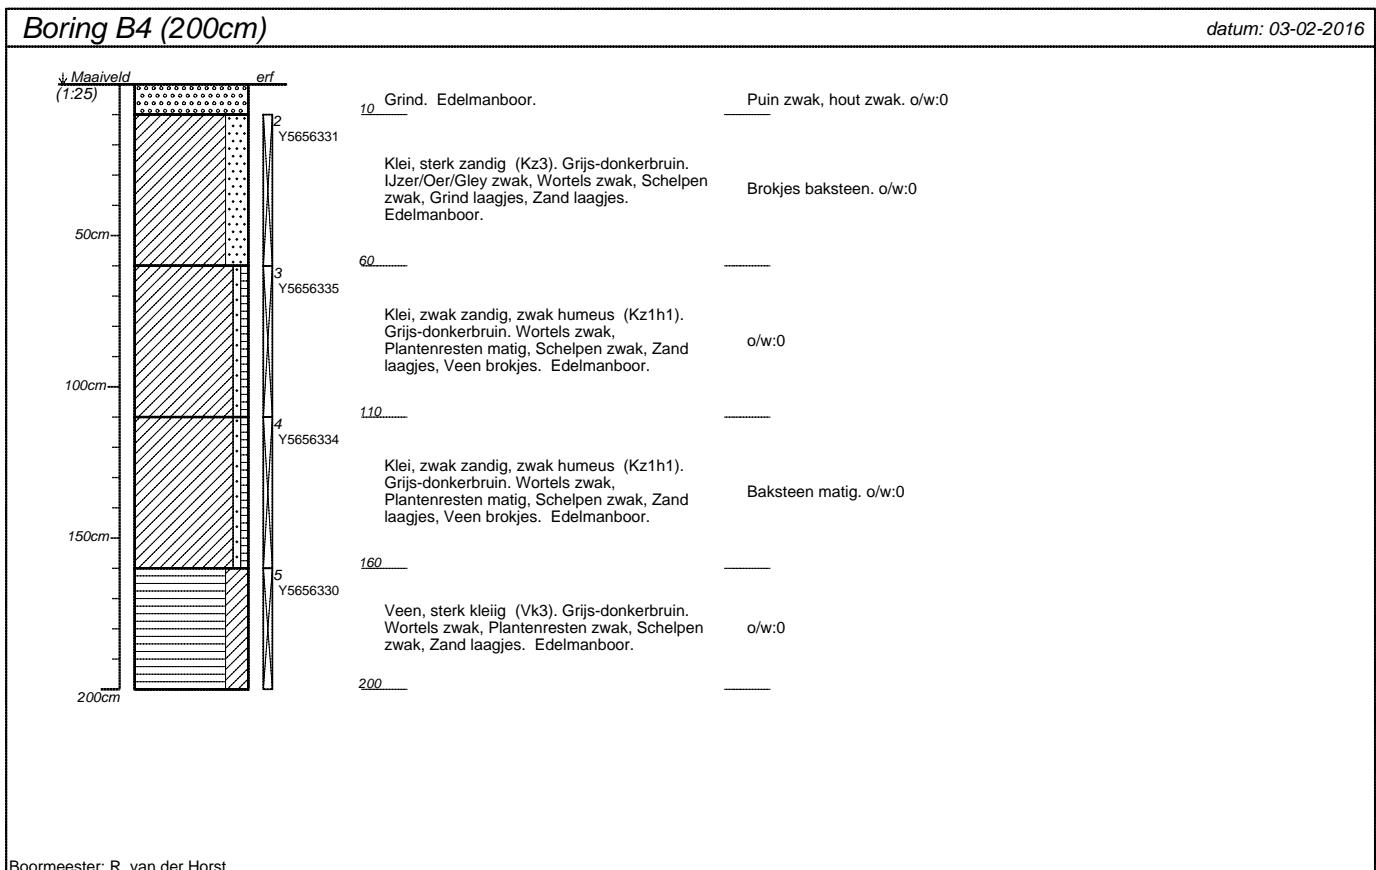 Boring B4 (200cm)
datum: 03-02-2016
Maaiveld
erf
(1:25)
Grind. Edelmanboor.
Puin zwak, hout zwak. o/w:0
10
2
Y5656331
Klei, sterk zandig (Kz3). Grijs-donkerbruin.
IJzer/Oer/Gley zwak, Wortels zwak, Schelpen
zwak, Grind laagjes, Zand laagjes.
Edelmanboor.
Brokjes baksteen. o/w:0
50cm
60
3
Y5656335
Klei, zwak zandig, zwak humeus (Kz1h1).
Grijs-donkerbruin. Wortels zwak,
Plantenresten matig, Schelpen zwak, Zand
laagjes, Veen brokjes. Edelmanboor.
o/w:0
100cm
110
4
Y5656334
Klei, zwak zandig, zwak humeus (Kz1h1).
Grijs-donkerbruin. Wortels zwak,
Plantenresten matig, Schelpen zwak, Zand
laagjes, Veen brokjes. Edelmanboor.
Baksteen matig. o/w:0
150cm
160
5
Y5656330
Veen, sterk kleiig (Vk3). Grijs-donkerbruin.
Wortels zwak, Plantenresten zwak, Schelpen
zwak, Zand laagjes. Edelmanboor.
o/w:0
200
200cm
Boormeester: R. van der Horst